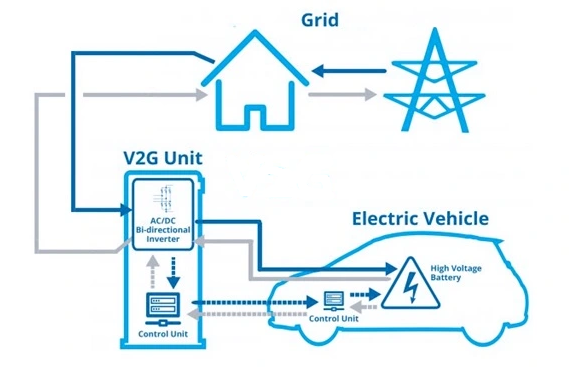 Grid
V2G Unit
AC/DC
Bi-directional
Inverter
Control Unit
Electric Vehicle
High Voltage
Battery
Control Unit